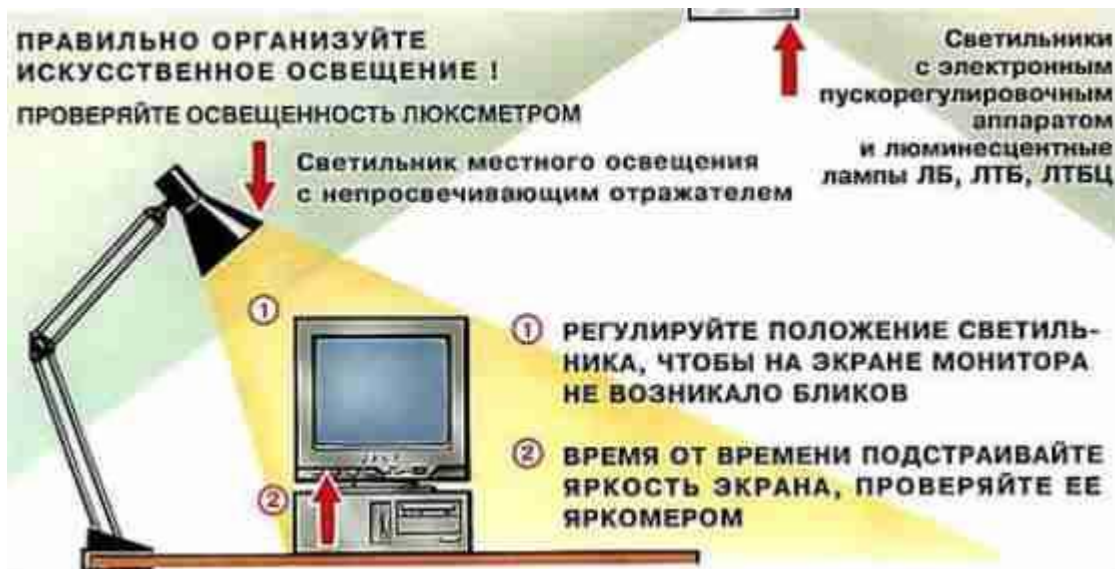 ПРАВИЛЬНО ОРГАНИЗУЙТЕ
ИСКУССТВЕННОЕ ОСВЕЩЕНИЕ !
ПРОВЕРЯЙТЕ ОСВЕЩЕННОСТЬ ЛЮКСМЕТРОМ
Светильник местного освещения
с непросвечивающим отражателем
Светильники
с электронным
пускорегулировочным
аппаратом
и люминесцентные
лампы ЛБ, ЛТБ, ЛТБЦ
1
2
1 РЕГУЛИРУЙТЕ ПОЛОЖЕНИЕ СВЕТИЛЬ-
НИКА, ЧТОБЫ НА ЭКРАНЕ МОНИТОРА
НЕ ВОЗНИКАЛО БЛИКОВ
2 ВРЕМЯ ОТ ВРЕМЕНИ ПОДСТРАИВАЙТЕ
ЯРКОСТЬ ЭКРАНА, ПРОВЕРЯЙТЕ ЕЕ
ЯРКОМЕРОМ